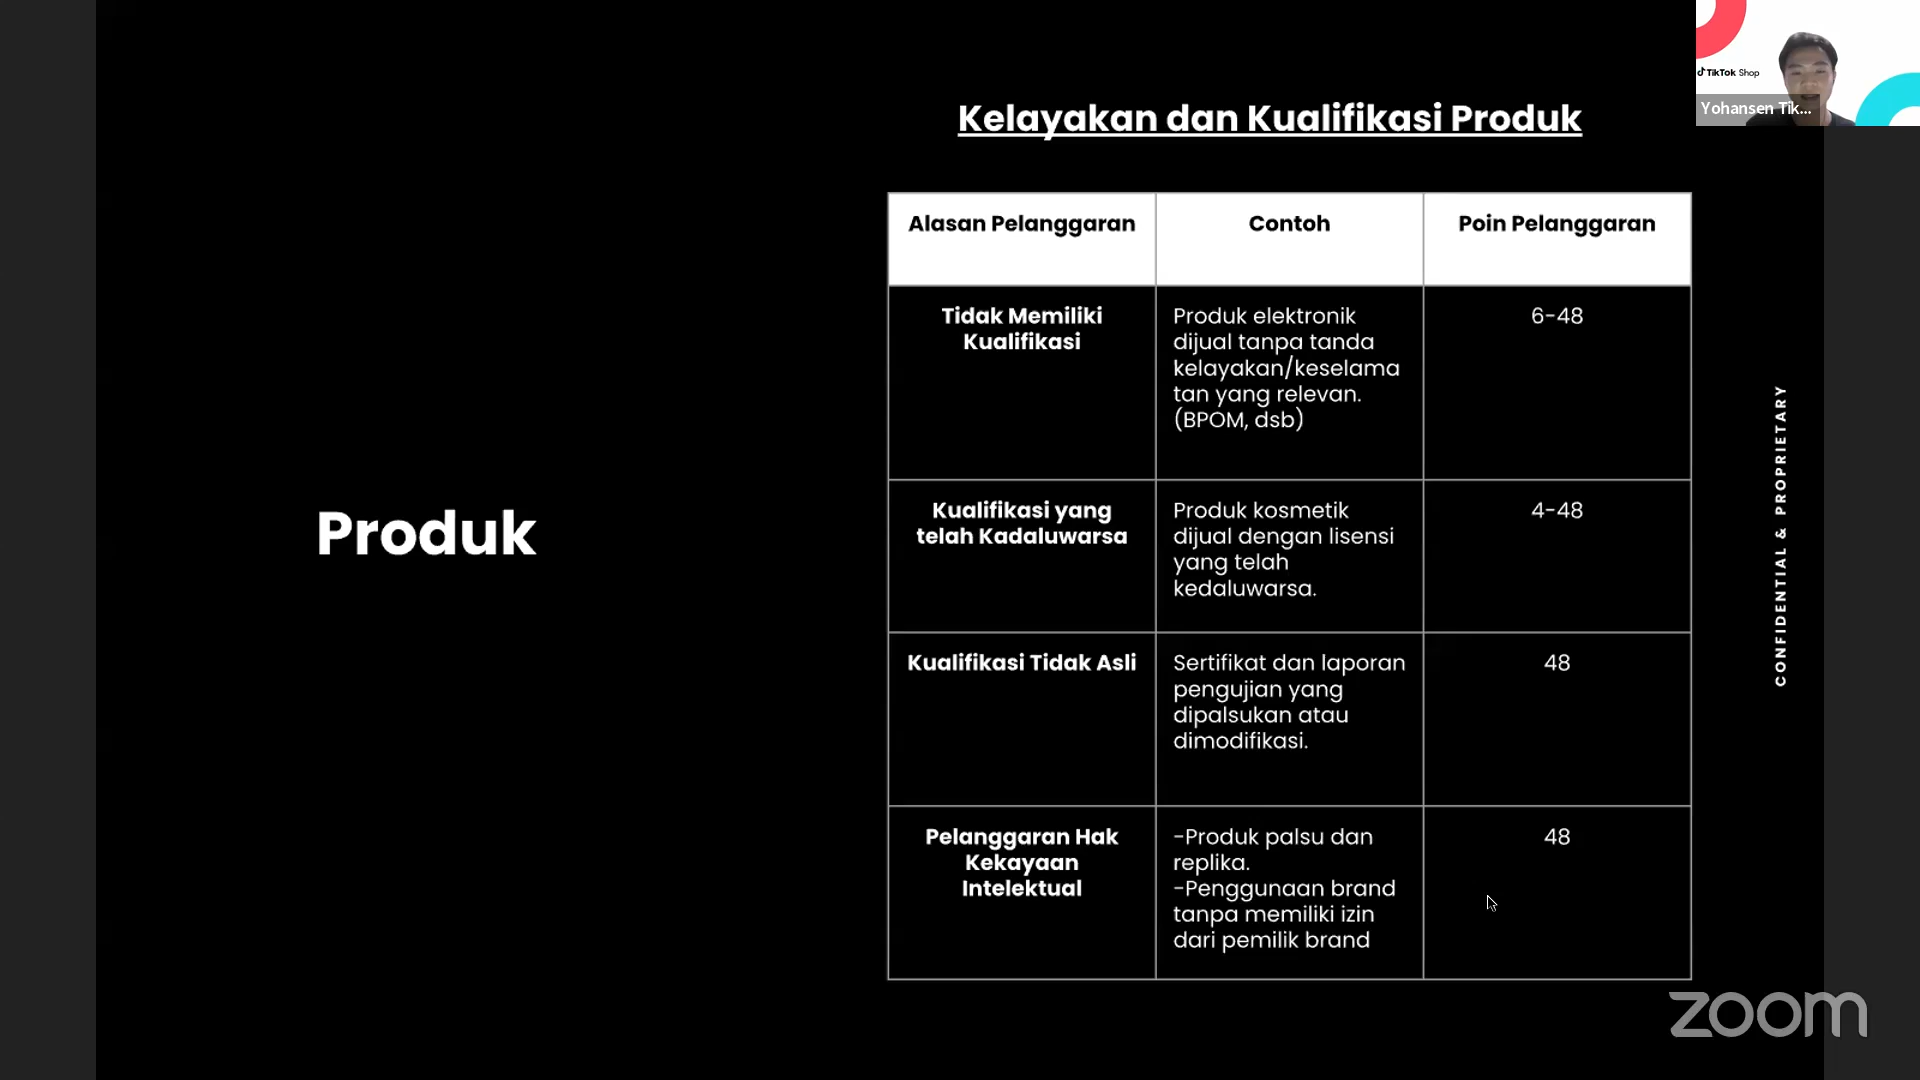 TikTok Shop
Yohansen Tik...
Kelayakan dan Kualifikasi Produk
Produk
Alasan Pelanggaran
Contoh
Poin Pelanggaran
Tidak Memiliki
Kualifikasi
Produk elektronik
dijual tanpa tanda
kelayakan/keselama
tan yang relevan.
(BPOM, dsb)
6-48
Kualifikasi yang
telah Kadaluwarsa
Produk kosmetik
dijual dengan lisensi
yang telah
kedaluwarsa.
4-48
Kualifikasi Tidak Asli
Sertifikat dan laporan
pengujian yang
dipalsukan atau
dimodifikasi.
48
Pelanggaran Hak
Kekayaan
Intelektual
-Produk palsu dan
replika.
-Penggunaan brand
tanpa memiliki izin
dari pemilik brand
48
CONFIDENTIAL & PROPRIETARY
zoom